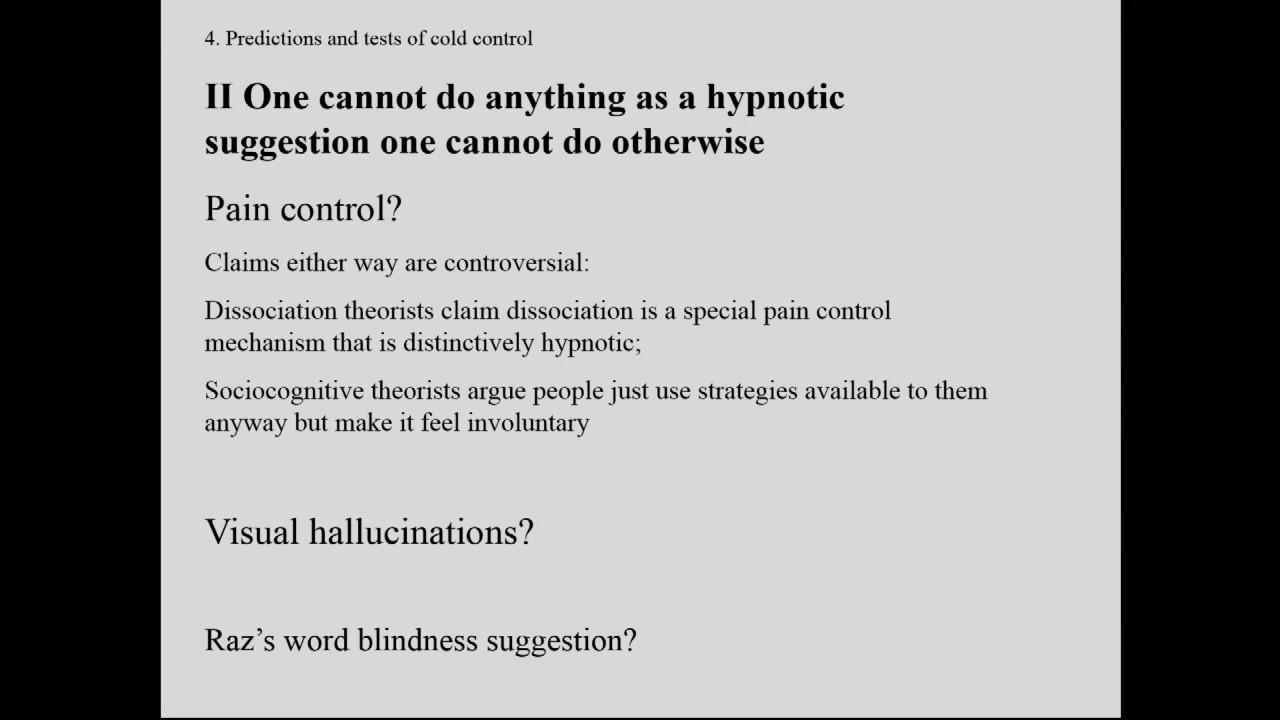 4. Predictions and tests of cold control
II One cannot do anything as a hypnotic
suggestion one cannot do otherwise
Pain control?
Claims either way are controversial:
Dissociation theorists claim dissociation is a special pain control
mechanism that is distinctively hypnotic;
Sociocognitive theorists argue people just use strategies available to them
anyway but make it feel involuntary
Visual hallucinations?
Raz’s word blindness suggestion?